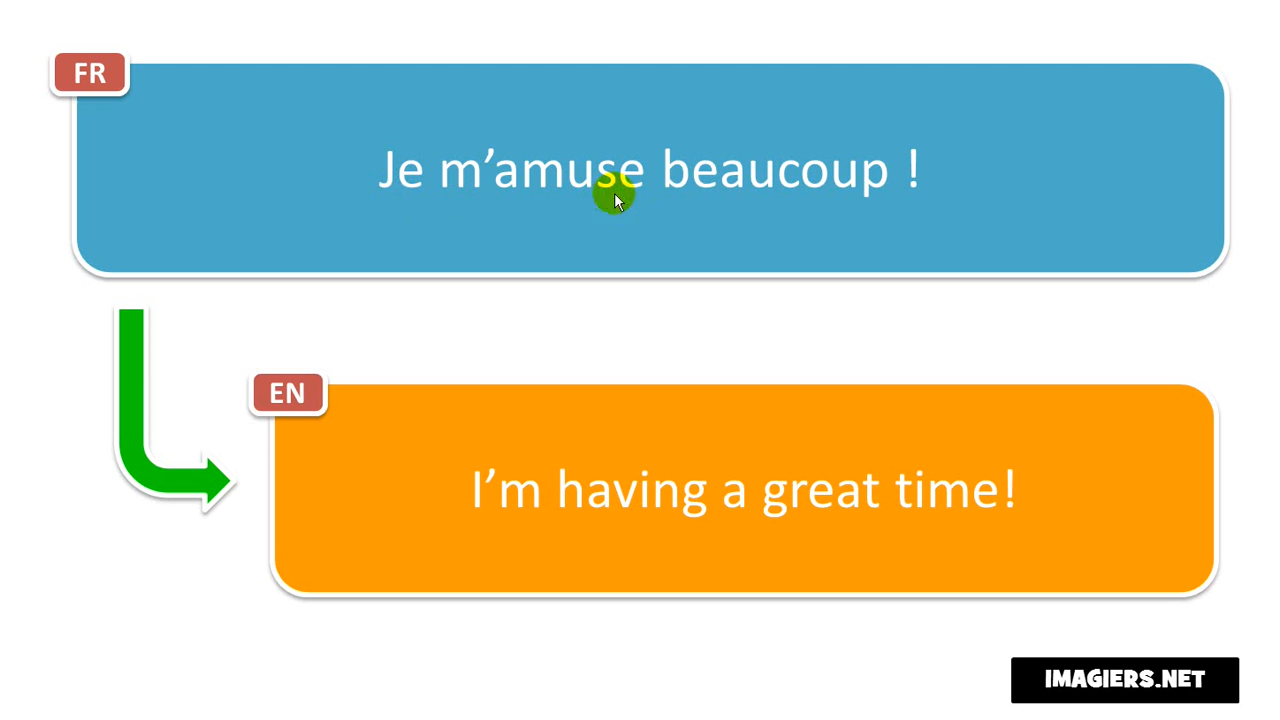 FR
Je m’amuse beaucoup !
EN
I’m having a great time!
IMAGIERS.NET